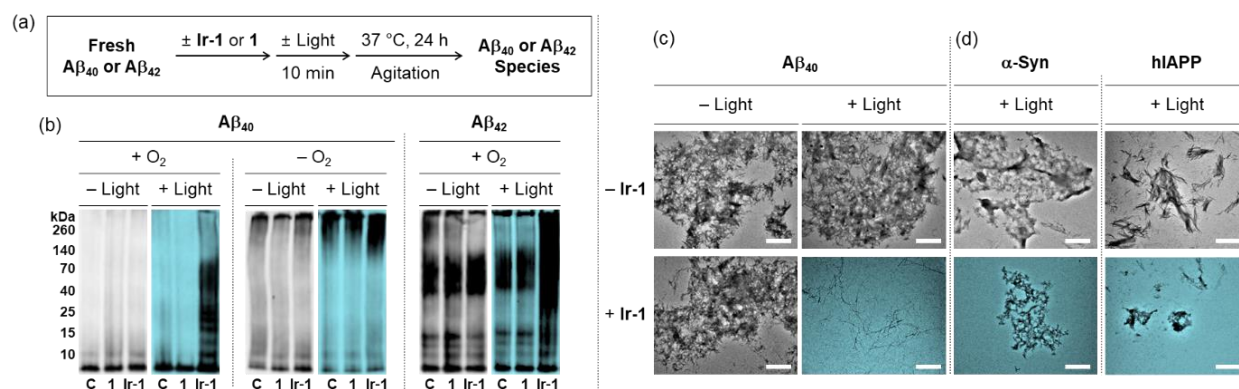 (a)
Fresh
Aβ40 or Aβ42
± Ir-1 or 1
± Light
10 min
37 °C, 24 h
Agitation
Aβ40 or Aβ42
Species
(b)
Aβ40
Aβ42
+ O2
– O2
+ O2
– Light
+ Light
– Light
+ Light
– Light
+ Light
kDa
260
140
70
40
25
15
10
C 1 Ir-1 C 1 Ir-1 C 1 Ir-1 C 1 Ir-1 C 1 Ir-1 C 1 Ir-1
(c)
Aβ40
– Light
+ Light
(d)
α-Syn
hIAPP
+ Light
+ Light
– Ir-1
+ Ir-1